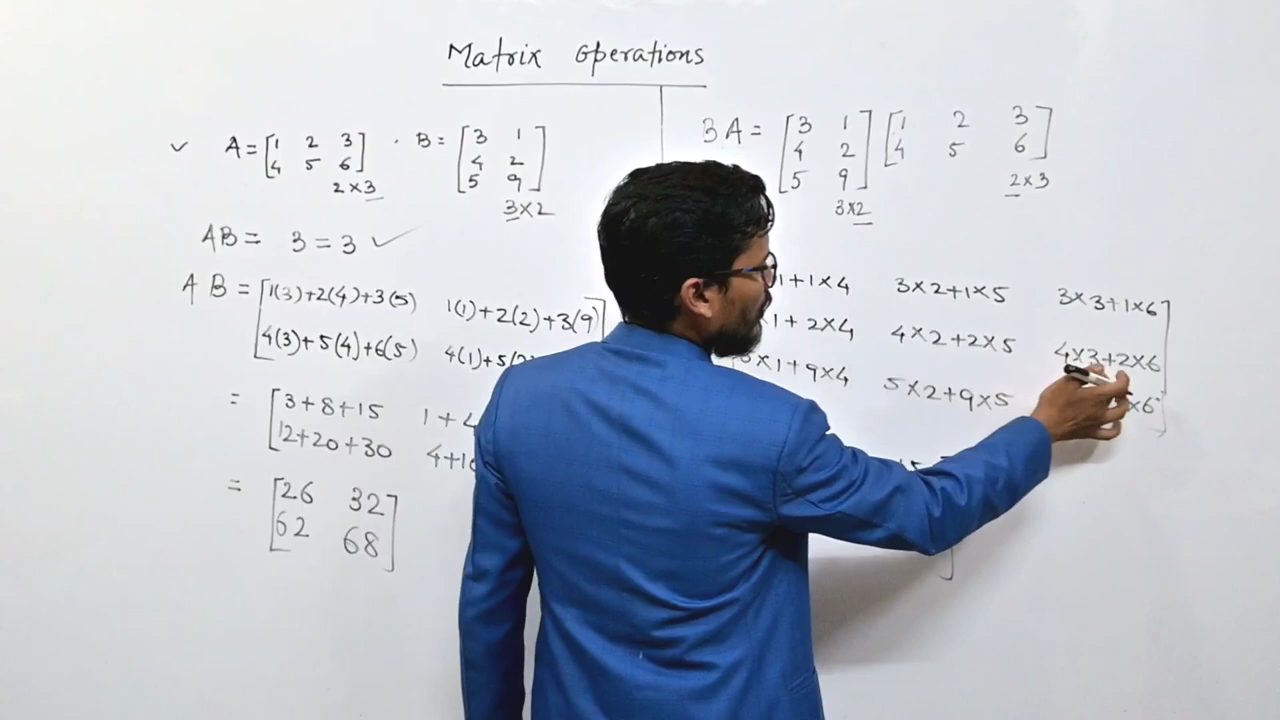 Matrix operations
✓ A = [1 2 3
4 5 6]
2×3
. B = [3 1
4 2
5 9]
3×2
AB = 3 = 3 ✓
AB = [1(3)+2(4)+3(5) 1(1)+2(2)+3(9)
4(3)+5(4)+6(5) 4(1)+5(
= [3+8+15 1+4
12+20+30 4+10
= [26 32
62 68]
BA = [3 1
4 2
5 9]
3×2
[1 2 3
4 5 6]
2×3
1+1×4 3×2+1×5 3×3+1×6]
×1+2×4 4×2+2×5 4×3+2×6
×1+9×4 5×2+9×5 ×6]
15